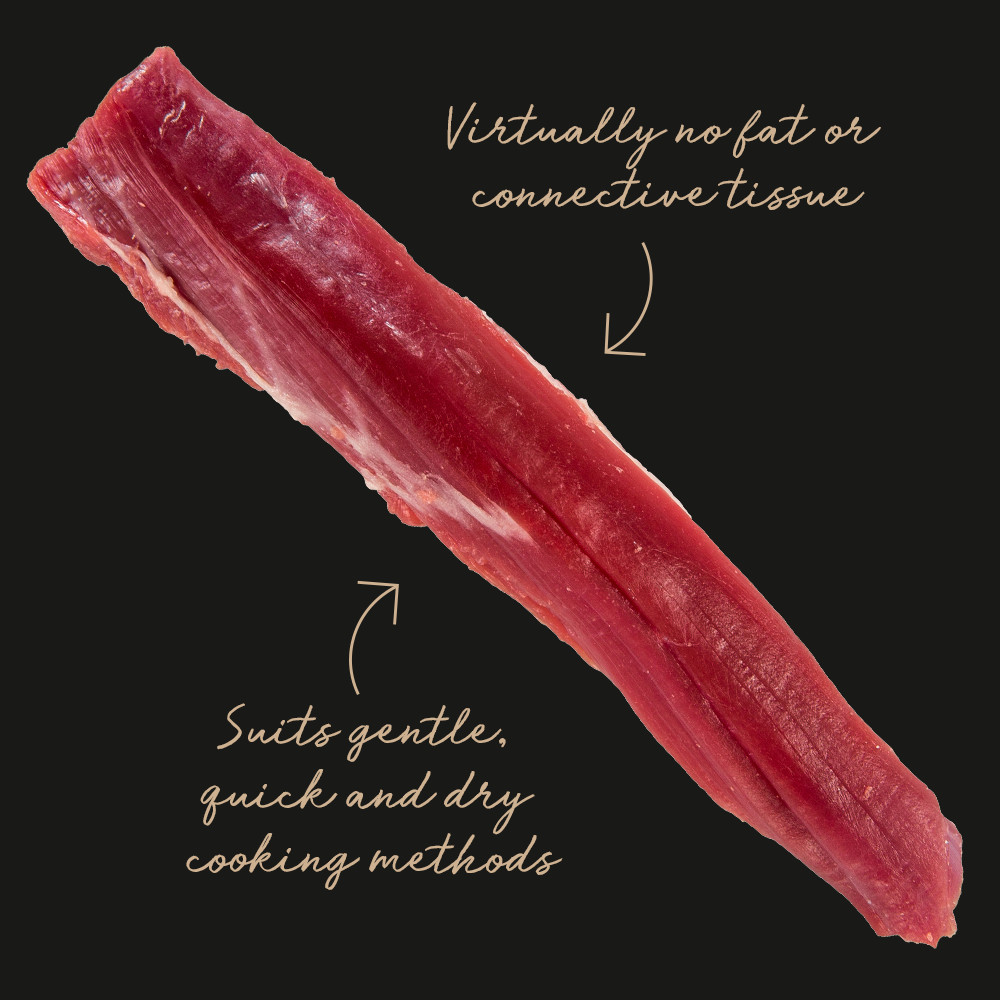 Virtually no fat or
connective tissue
Suits gentle,
quick and dry
cooking methods